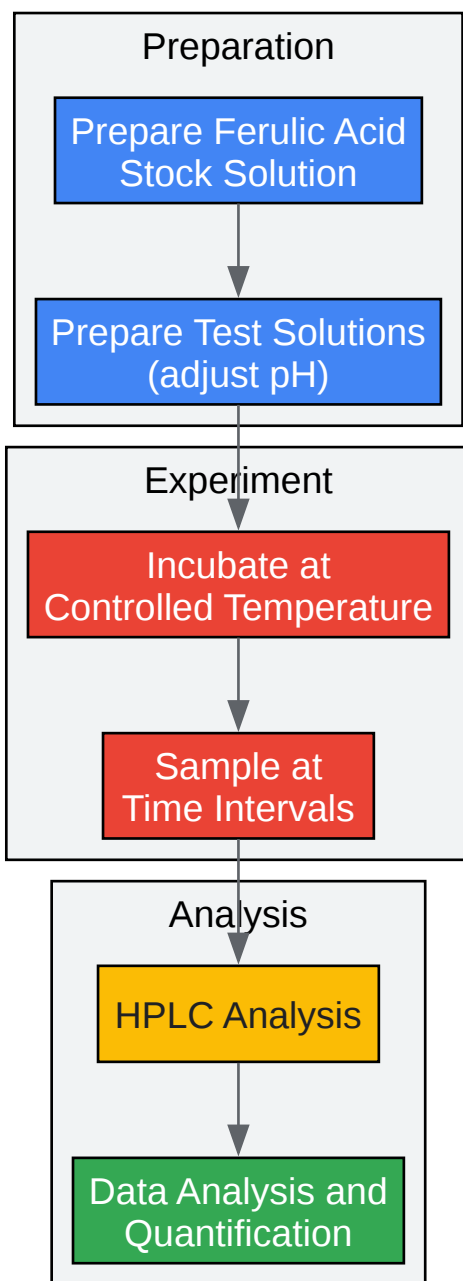 Preparation
Prepare Ferulic Acid
Stock Solution
Prepare Test Solutions
(adjust pH)
Experiment
Incubate at
Controlled Temperature
Sample at
Time Intervals
Analysis
HPLC Analysis
Data Analysis and
Quantification